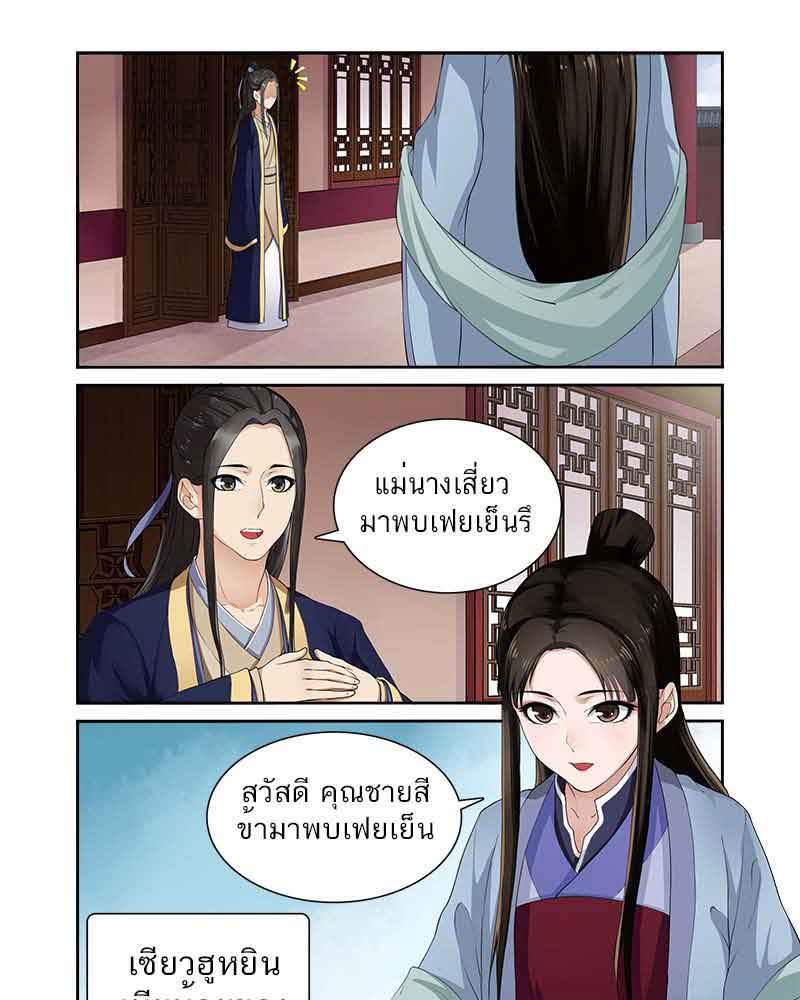 แม่นางเสี่ยว
มาพบเฟยเย็นรึ
สวัสดี คุณชายสี
ข้ามาพบเฟยเย็น
เซียวฮูหยิน